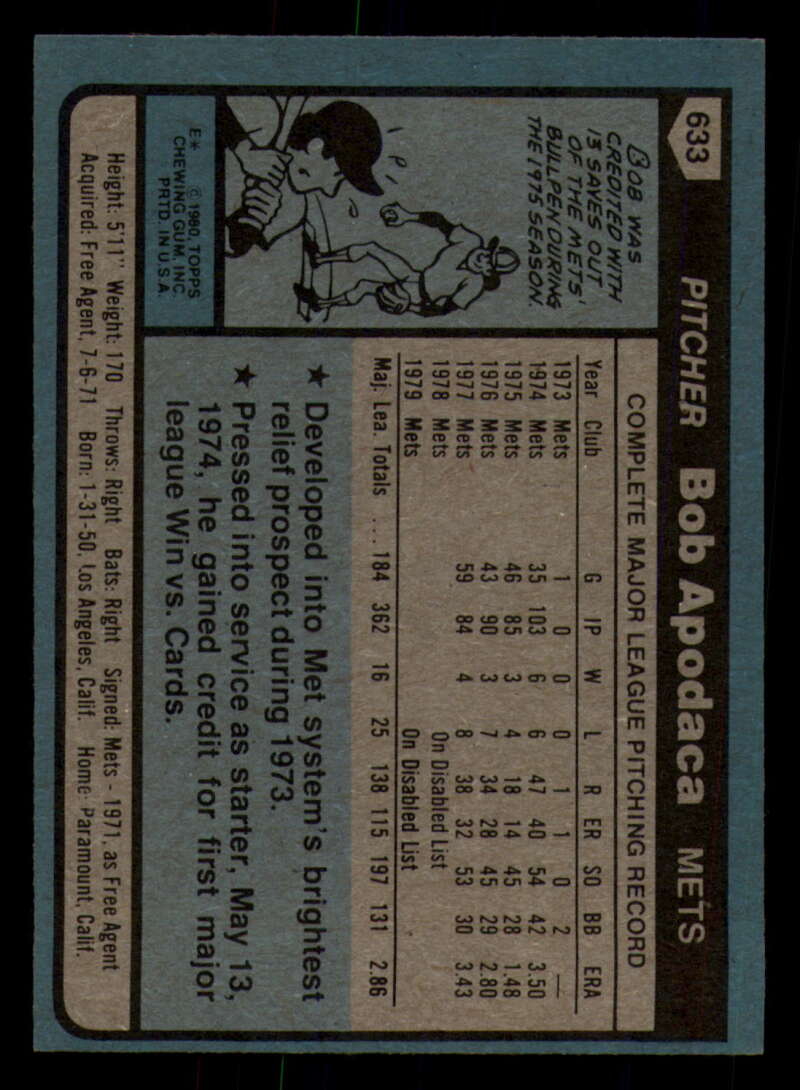 633
PITCHER Bob Apodaca METS
BOB WAS
CREDITED WITH
13 SAVES OUT
OF THE METS'
BULLPEN DURING
THE 1975 SEASON.
E* © 1980, TOPPS
CHEWING GUM, INC.
PRTD. IN U.S.A.
COMPLETE MAJOR LEAGUE PITCHING RECORD
Year Club G IP W L R ER SO BB ERA
1973 Mets 1 0 0 0 1 1 0 2 —
1974 Mets 35 103 6 6 47 40 54 42 3.50
1975 Mets 46 85 3 4 18 14 45 28 1.48
1976 Mets 43 90 3 7 34 28 45 29 2.80
1977 Mets 59 84 4 8 38 32 53 30 3.43
1978 Mets On Disabled List
1979 Mets On Disabled List
Maj. Lea. Totals ... 184 362 16 25 138 115 197 131 2.86
★ Developed into Met system's brightest
relief prospect during 1973.
★ Pressed into service as starter, May 13,
1974, he gained credit for first major
league Win vs. Cards.
Height: 5'11" Weight: 170 Throws: Right Bats: Right Signed: Mets - 1971, as Free Agent
Acquired: Free Agent, 7-6-71 Born: 1-31-50, Los Angeles, Calif. Home: Paramount, Calif.